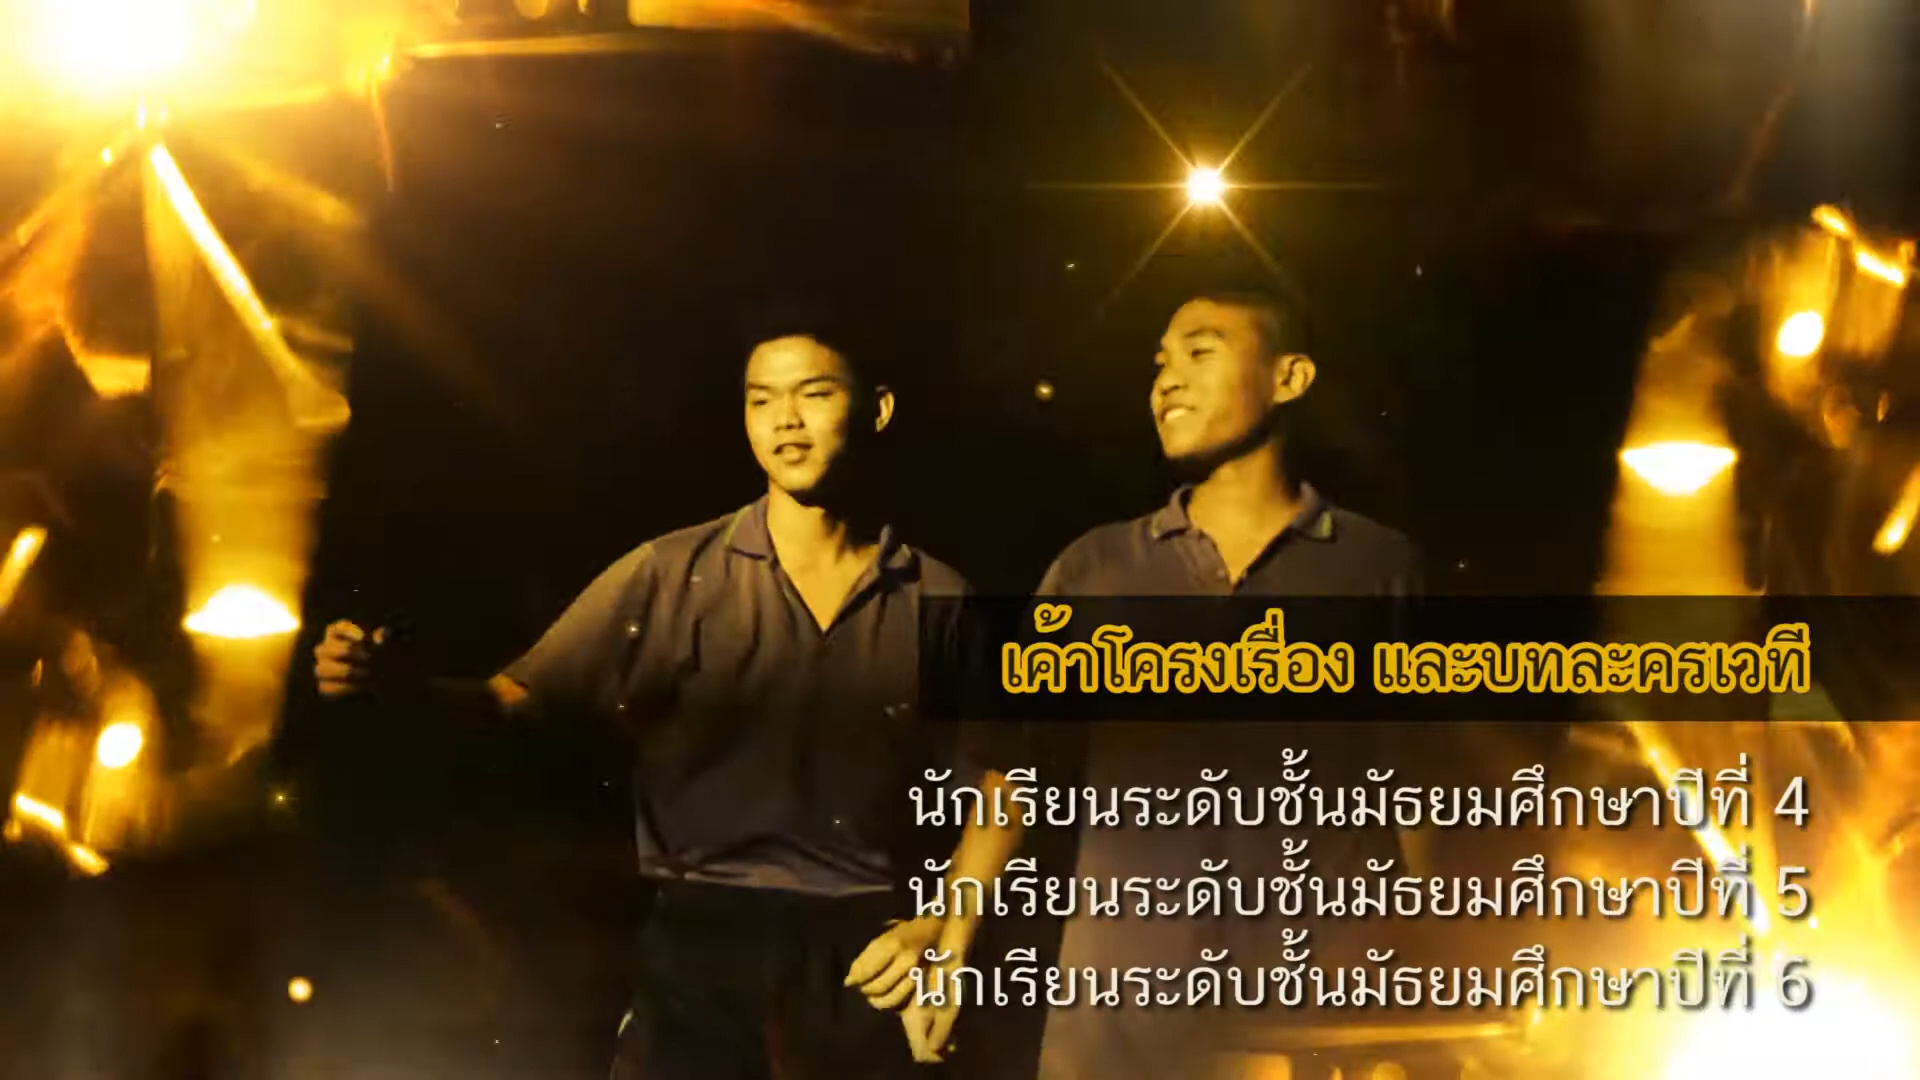 เค้าโครงเรื่อง และบทละครเวที
นักเรียนระดับชั้นมัธยมศึกษาปีที่ 4
นักเรียนระดับชั้นมัธยมศึกษาปีที่ 5
นักเรียนระดับชั้นมัธยมศึกษาปีที่ 6